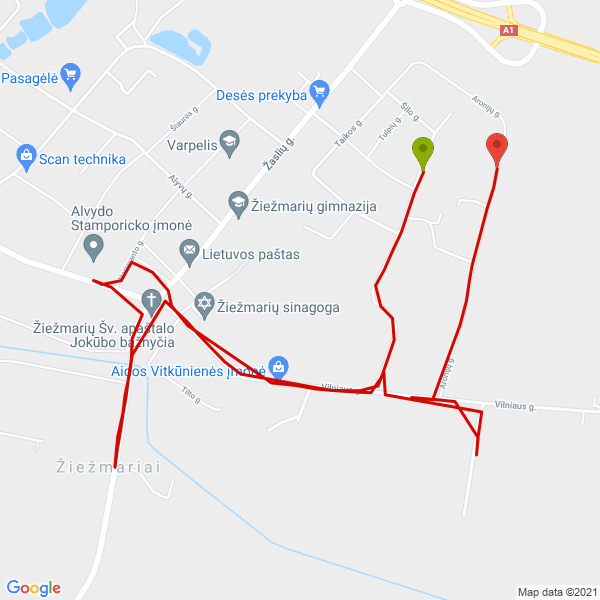 A1
Pasagėlė
Desės prekyba
Aronijų g.
Šilo g.
Šiaurės g.
Taikos g.
Tulpių g.
Varpelis
Žaslių g.
Scan technika
Alyvų g.
Žiežmarių gimnazija
Alvydo
Stamporicko įmonė
Lietuvos paštas
Žiežmarių sinagoga
Žiežmarių Šv. apaštalo
Jokūbo bažnyčia
Aidos Vitkūnienės įmonė
Vilniaus g.
Aronijų g.
Tilto g.
Vilniaus g.
Žiežmariai
Google
Map data ©2021